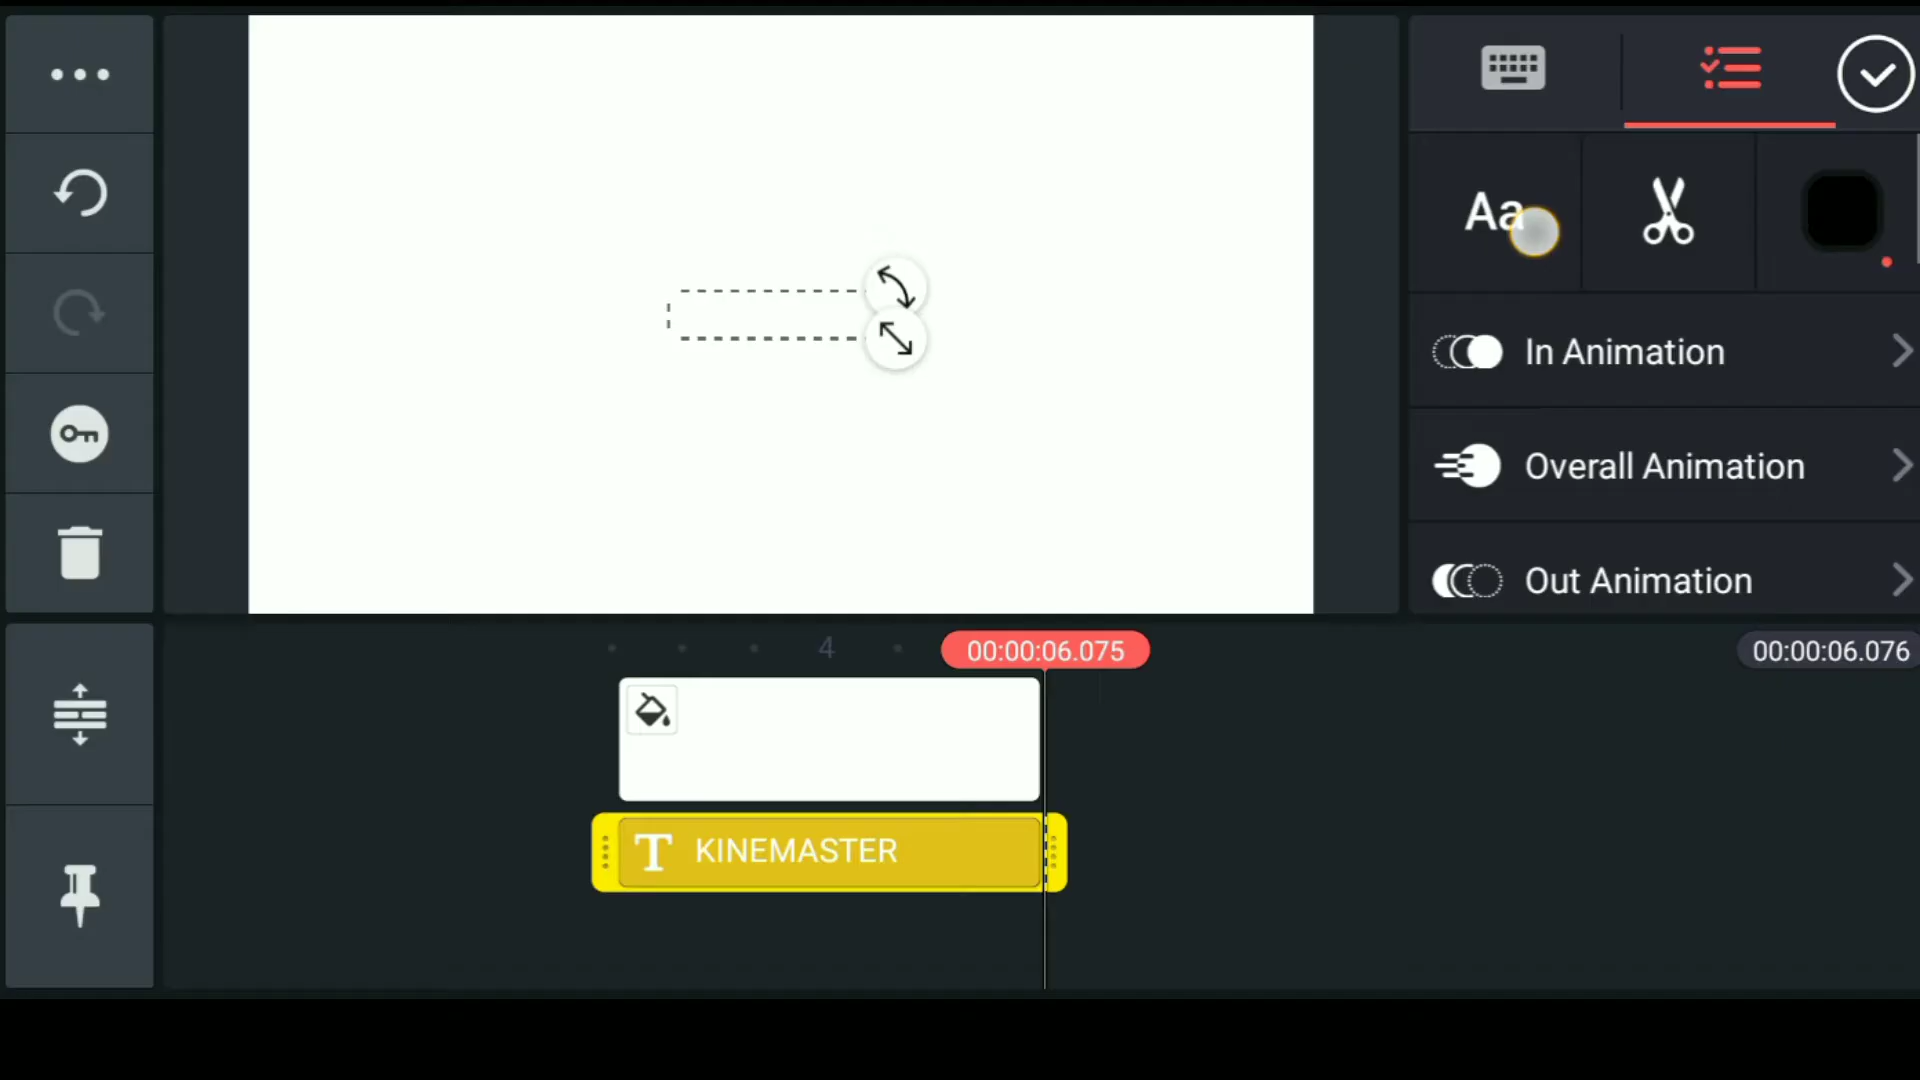 Aa
In Animation
Overall Animation
Out Animation
4
00:00:06.075
00:00:06.076
T KINEMASTER